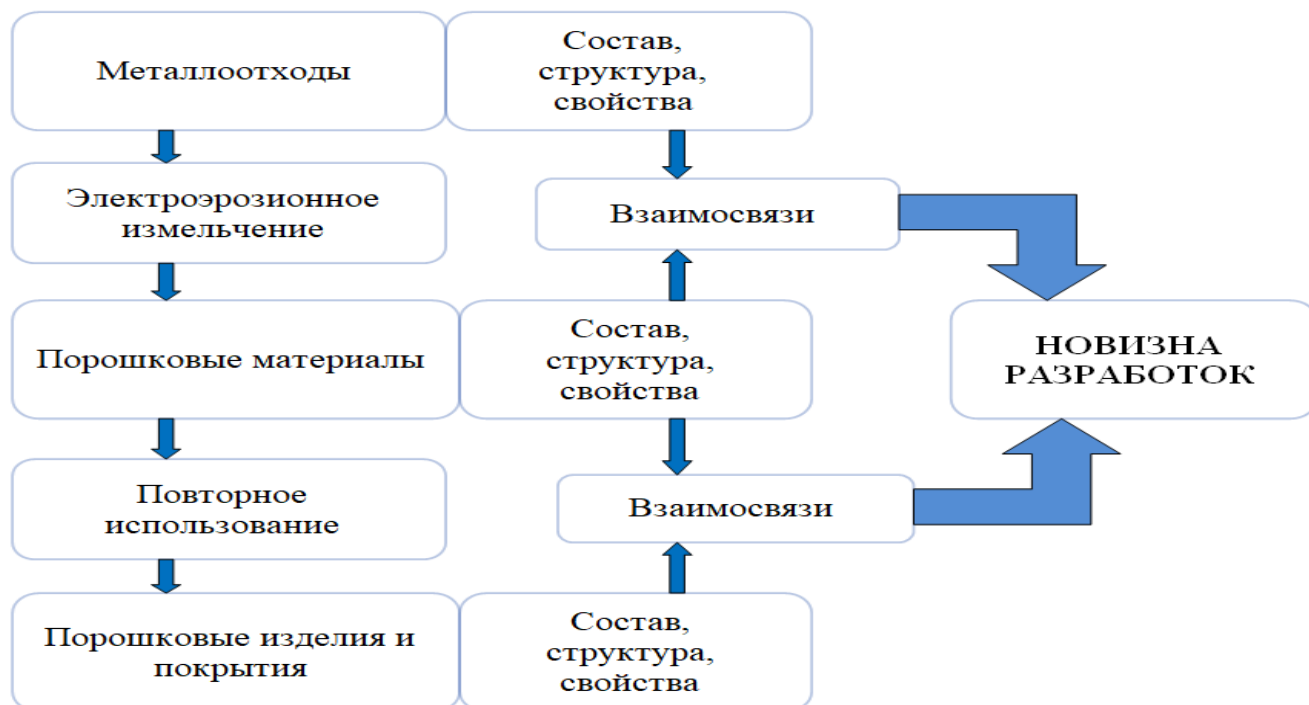 Металлоотходы
Состав,
структура,
свойства
Электроэрозионное
измельчение
Взаимосвязи
Порошковые материалы
Состав,
структура,
свойства
НОВИЗНА
РАЗРАБОТОК
Повторное
использование
Взаимосвязи
Порошковые изделия и
покрытия
Состав,
структура,
свойства